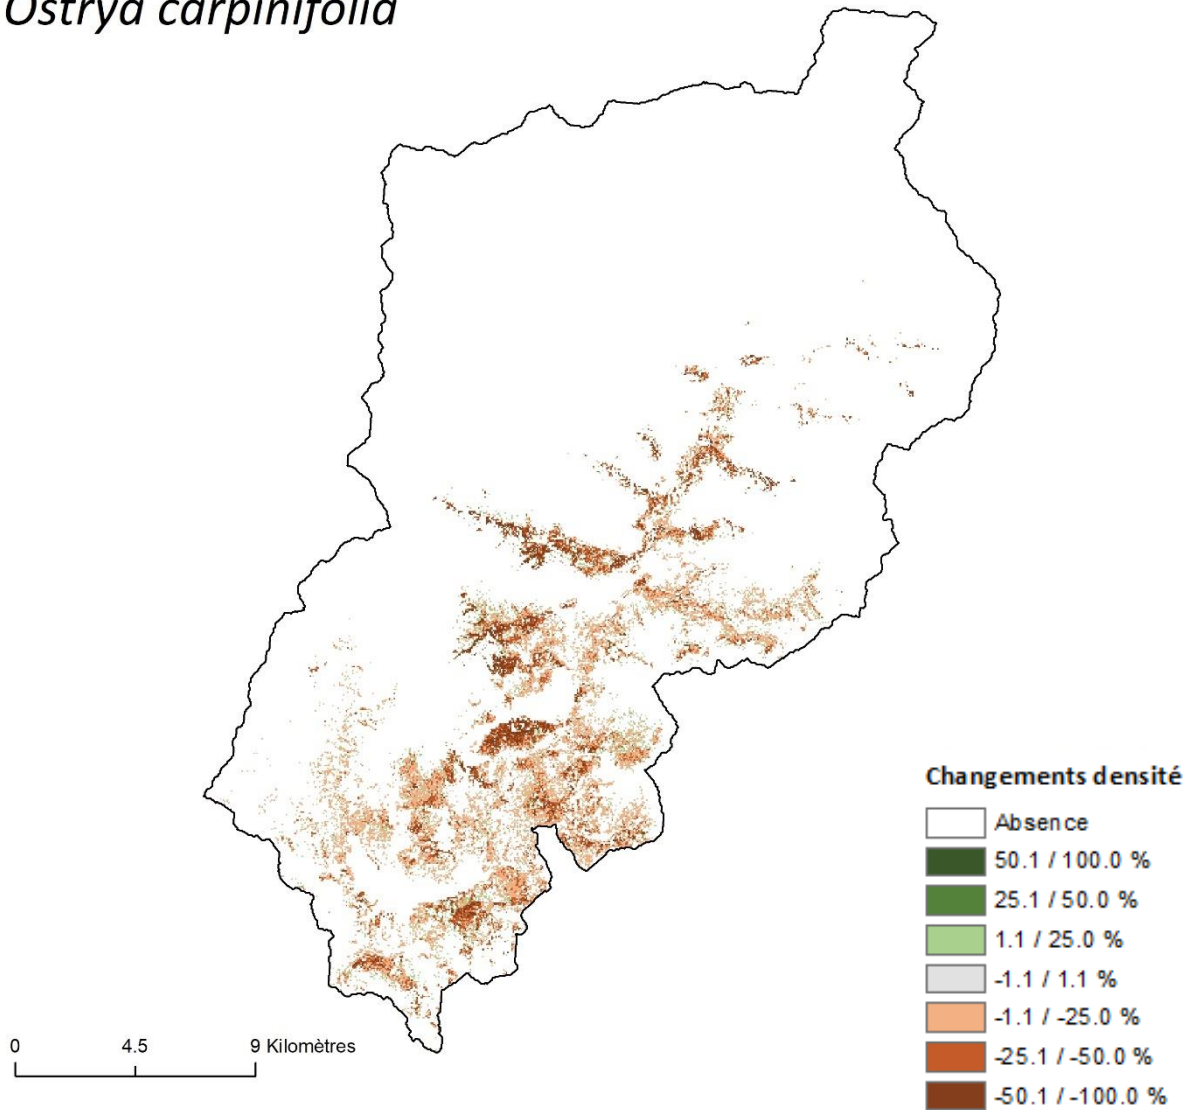 Ostrya carpinifolia
Changements densité
Absence
50.1 / 100.0 %
25.1 / 50.0 %
1.1 / 25.0 %
-1.1 / 1.1 %
-1.1 / -25.0 %
-25.1 / -50.0 %
-50.1 / -100.0 %
0 4.5 9 Kilomètres